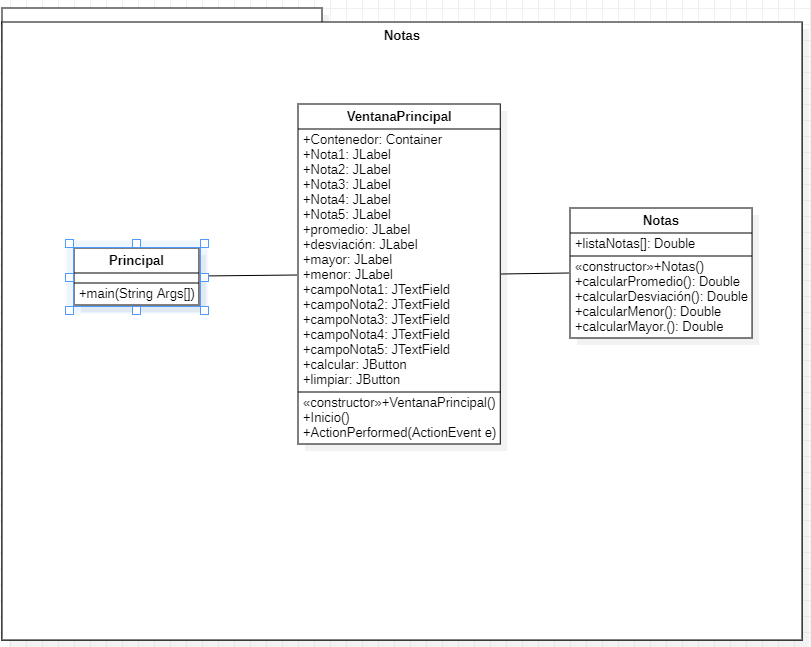 Notas
Principal
+main(String Args[])
VentanaPrincipal
+Contenedor: Container
+Nota1: JLabel
+Nota2: JLabel
+Nota3: JLabel
+Nota4: JLabel
+Nota5: JLabel
+promedio: JLabel
+desviación: JLabel
+mayor: JLabel
+menor: JLabel
+campoNota1: JTextField
+campoNota2: JTextField
+campoNota3: JTextField
+campoNota4: JTextField
+campoNota5: JTextField
+calcular: JButton
+limpiar: JButton
«constructor»+VentanaPrincipal()
+Inicio()
+ActionPerformed(ActionEvent e)
Notas
+listaNotas[]: Double
«constructor»+Notas()
+calcularPromedio(): Double
+calcularDesviación(): Double
+calcularMenor(): Double
+calcularMayor.(): Double